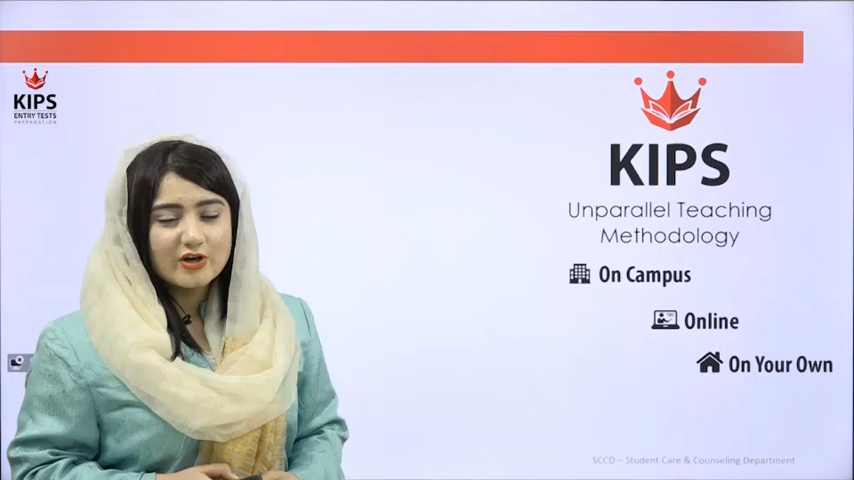 KIPS
ENTRY TESTS
PREPARATION
KIPS
Unparallel Teaching
Methodology
On Campus
Online
On Your Own
SCCD – Student Care & Counseling Department